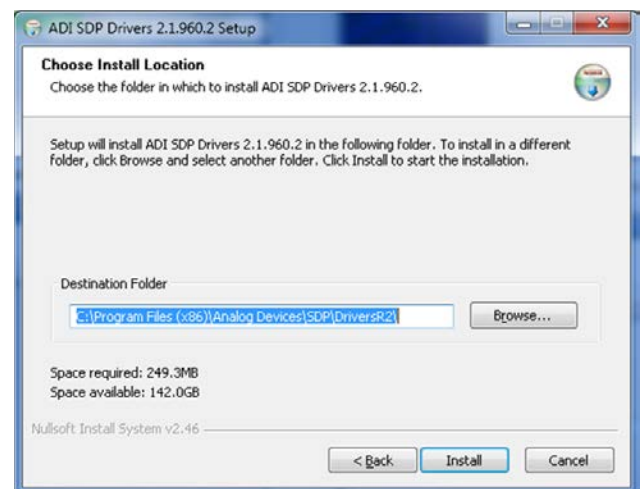 ADI SDP Drivers 2.1.960.2 Setup
Choose Install Location
Choose the folder in which to install ADI SDP Drivers 2.1.960.2.
Setup will install ADI SDP Drivers 2.1.960.2 in the following folder. To install in a different
folder, click Browse and select another folder. Click Install to start the installation.
Destination Folder
C:\Program Files (x86)\Analog Devices\SDP\DriversR2\
Browse...
Space required: 249.3MB
Space available: 142.0GB
Nullsoft Install System v2.46
< Back
Install
Cancel